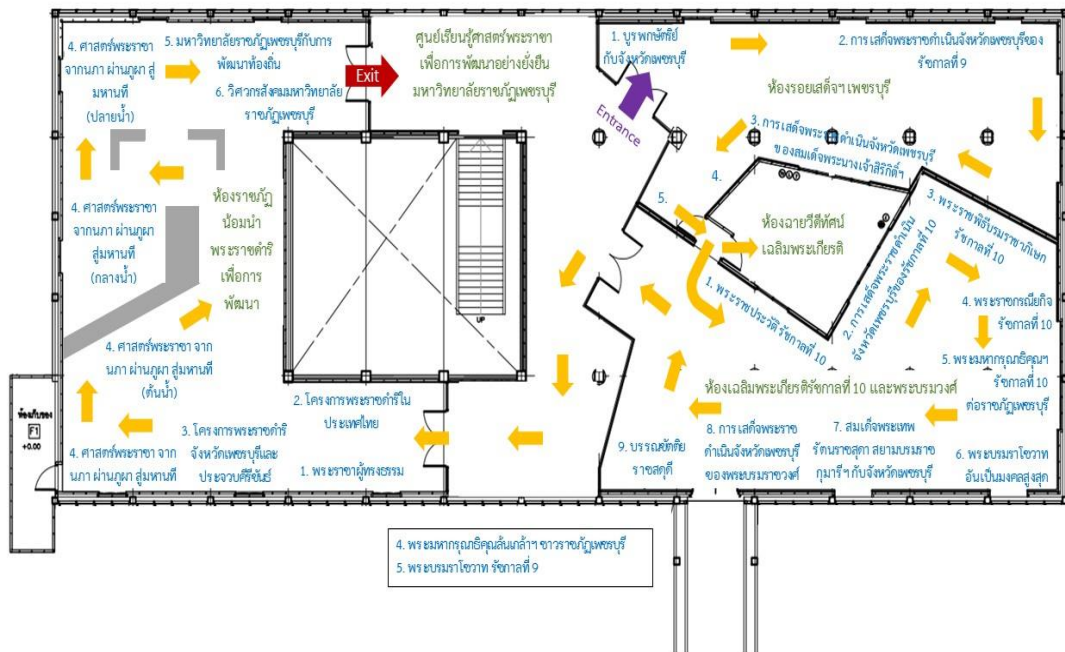 ศูนย์เรียนรู้ศาสตร์พระราชา
เพื่อการพัฒนาอย่างยั่งยืน
มหาวิทยาลัยราชภัฏเพชรบุรี
Exit
Entrance
1. บูรพกษัตริย์
กับจังหวัดเพชรบุรี
2. การเสด็จพระราชดำเนินจังหวัดเพชรบุรีของ
รัชกาลที่ 9
ห้องรอยเสด็จฯ เพชรบุรี
3. การเสด็จพระราชดำเนินจังหวัดเพชรบุรี
ของสมเด็จพระนางเจ้าสิริกิติ์ฯ
4.
5.
ห้องฉายวีดีทัศน์
เฉลิมพระเกียรติ
1. พระราชประวัติ รัชกาลที่ 10
2. การเสด็จพระราชดำเนิน
จังหวัดเพชรบุรีของรัชกาลที่ 10
3. พระราชพิธีบรมราชาภิเษก
รัชกาลที่ 10
4. พระราชกรณียกิจ
รัชกาลที่ 10
5. พระมหากรุณาธิคุณฯ
รัชกาลที่ 10
ต่อราชภัฏเพชรบุรี
6. พระบรมราโชวาท
อันเป็นมงคลสูงสุด
ห้องเฉลิมพระเกียรติรัชกาลที่ 10 และพระบรมวงศ์
7. สมเด็จพระเทพ
รัตนราชสุดา สยามบรมราช
กุมารีฯ กับจังหวัดเพชรบุรี
8. การเสด็จพระราช
ดำเนินจังหวัดเพชรบุรี
ของพระบรมราชวงศ์
9. บรรณขัตติย
ราชสดุดี
1. พระราชาผู้ทรงธรรม
2. โครงการพระราชดำริใน
ประเทศไทย
3. โครงการพระราชดำริ
จังหวัดเพชรบุรีและ
ประจวบคีรีขันธ์
4. ศาสตร์พระราชา จาก
นภา ผ่านภูผา สู่มหานที
4. ศาสตร์พระราชา จาก
นภา ผ่านภูผา สู่มหานที
(ต้นน้ำ)
4. ศาสตร์พระราชา
จากนภา ผ่านภูผา
สู่มหานที
(กลางน้ำ)
4. ศาสตร์พระราชา
จากนภา ผ่านภูผา สู่
มหานที
(ปลายน้ำ)
5. มหาวิทยาลัยราชภัฏเพชรบุรีกับการ
พัฒนาท้องถิ่น
6. วิศวกรสังคมมหาวิทยาลัย
ราชภัฏเพชรบุรี
ห้องราชภัฏ
น้อมนำ
พระราชดำริ
เพื่อการ
พัฒนา
UP
ห้องเก็บของ
F1
+0.00
4. พระมหากรุณาธิคุณล้นเกล้าฯ ชาวราชภัฏเพชรบุรี
5. พระบรมราโชวาท รัชกาลที่ 9